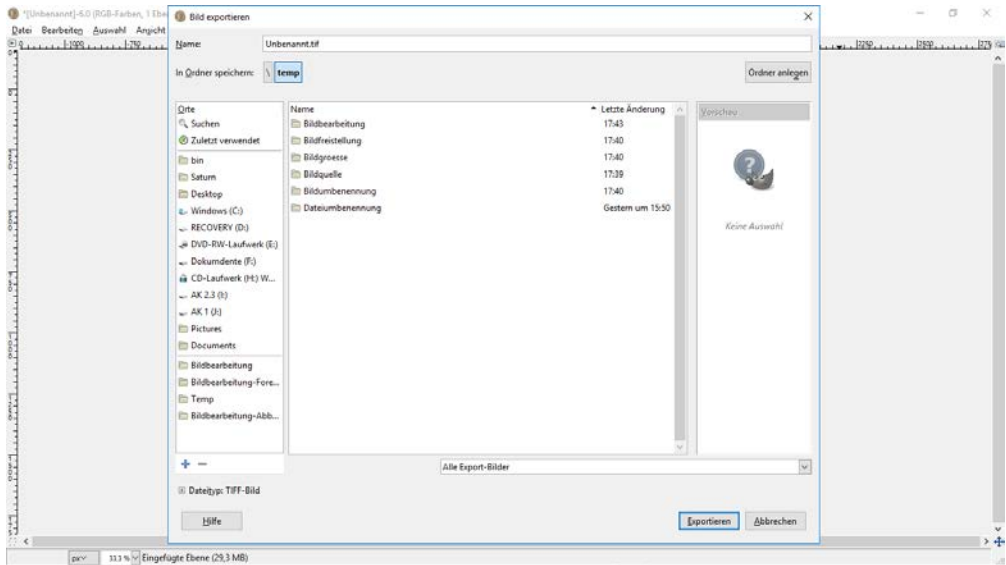 *[Unbenannt]-6.0 (RGB-Farben, 1 Ebe
Datei Bearbeiten Auswahl Ansicht
Bild exportieren
Name: Unbenannt.tif
In Ordner speichern: \ temp
Ordner anlegen
Orte
Suchen
Zuletzt verwendet
bin
Saturn
Desktop
Windows (C:)
RECOVERY (D:)
DVD-RW-Laufwerk (E:)
Dokumdente (F:)
CD-Laufwerk (H:) W...
AK 2.3 (I:)
AK 1 (J:)
Pictures
Documents
Bildbearbeitung
Bildbearbeitung-Fore...
Temp
Bildbearbeitung-Abb...
Name Letzte Änderung
Bildbearbeitung 17:43
Bildfreistellung 17:40
Bildgroesse 17:40
Bildquelle 17:39
Bildumbenennung 17:40
Dateiumbenennung Gestern um 15:50
Vorschau
Keine Auswahl
Alle Export-Bilder
Dateityp: TIFF-Bild
Hilfe
Exportieren Abbrechen
px 33,3 % Eingefügte Ebene (29,3 MB)